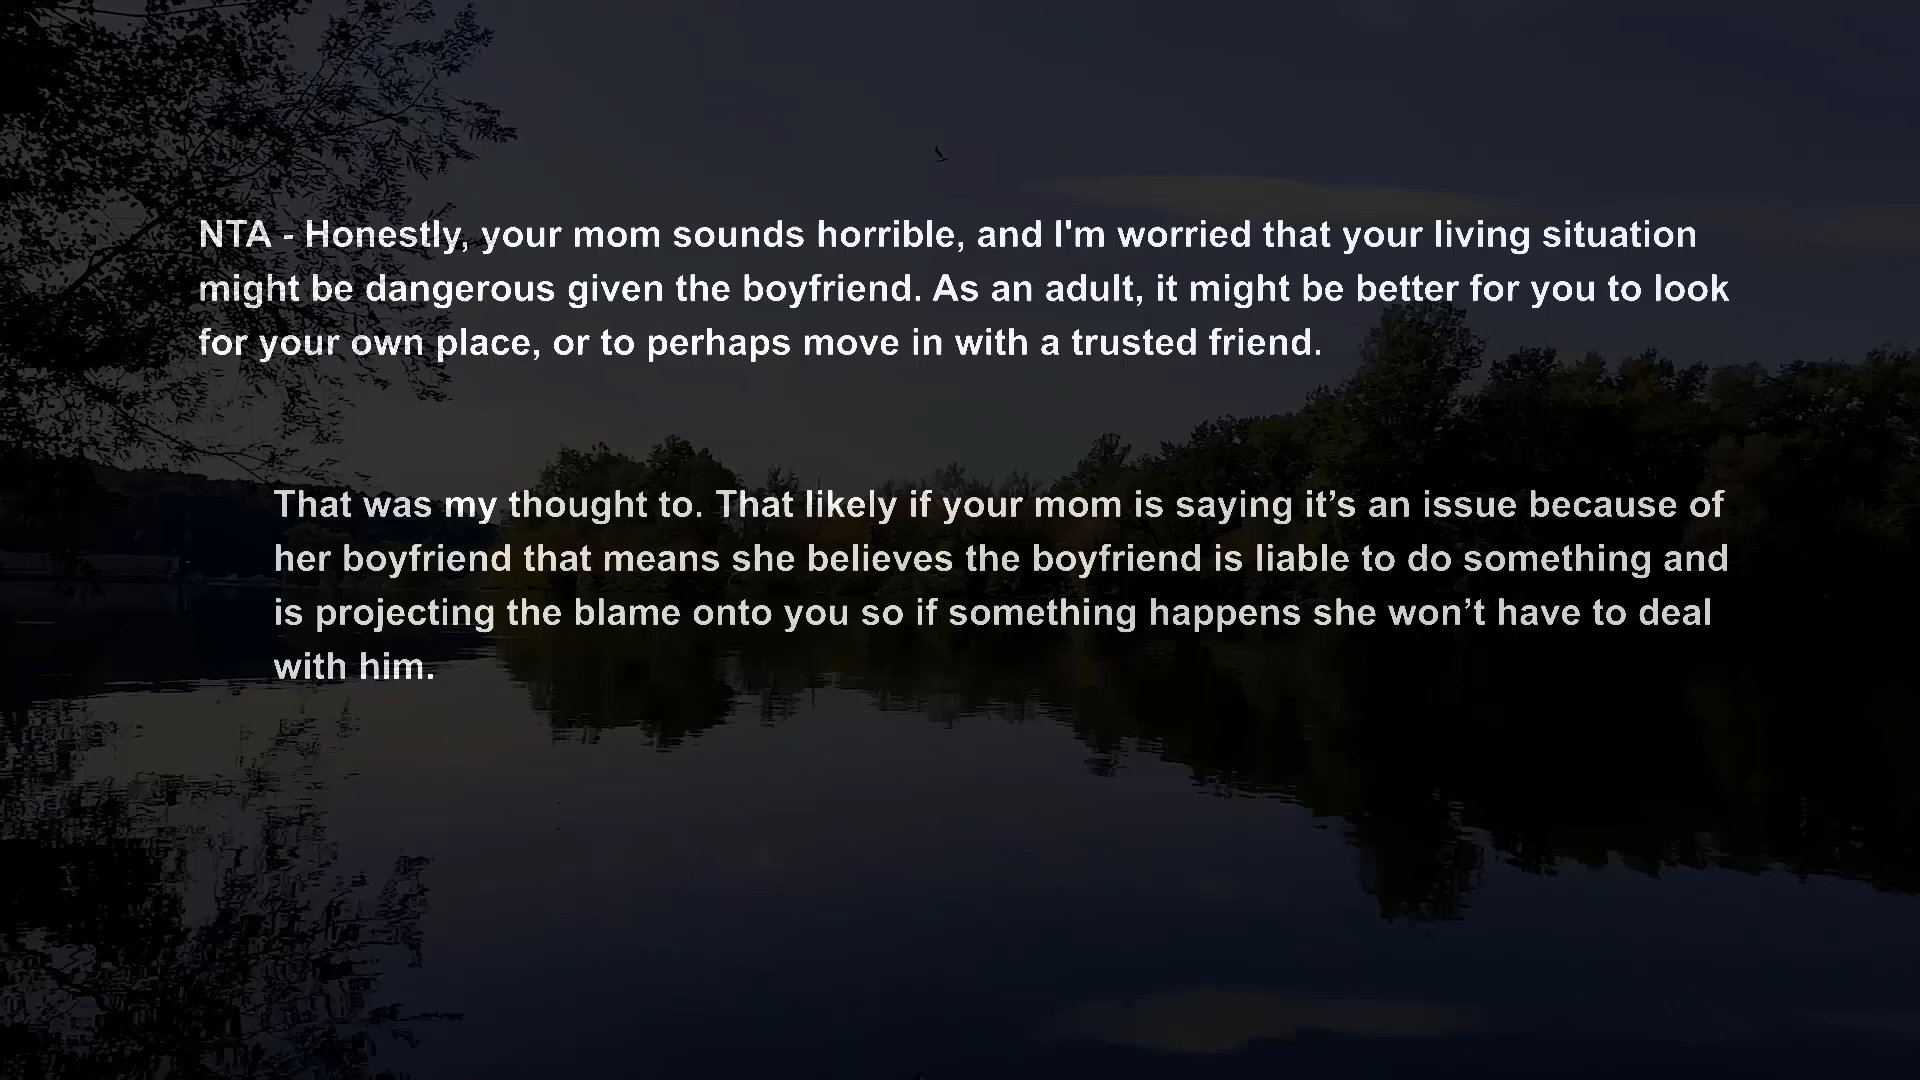 NTA - Honestly, your mom sounds horrible, and I'm worried that your living situation
might be dangerous given the boyfriend. As an adult, it might be better for you to look
for your own place, or to perhaps move in with a trusted friend.
That was my thought to. That likely if your mom is saying it’s an issue because of
her boyfriend that means she believes the boyfriend is liable to do something and
is projecting the blame onto you so if something happens she won’t have to deal
with him.